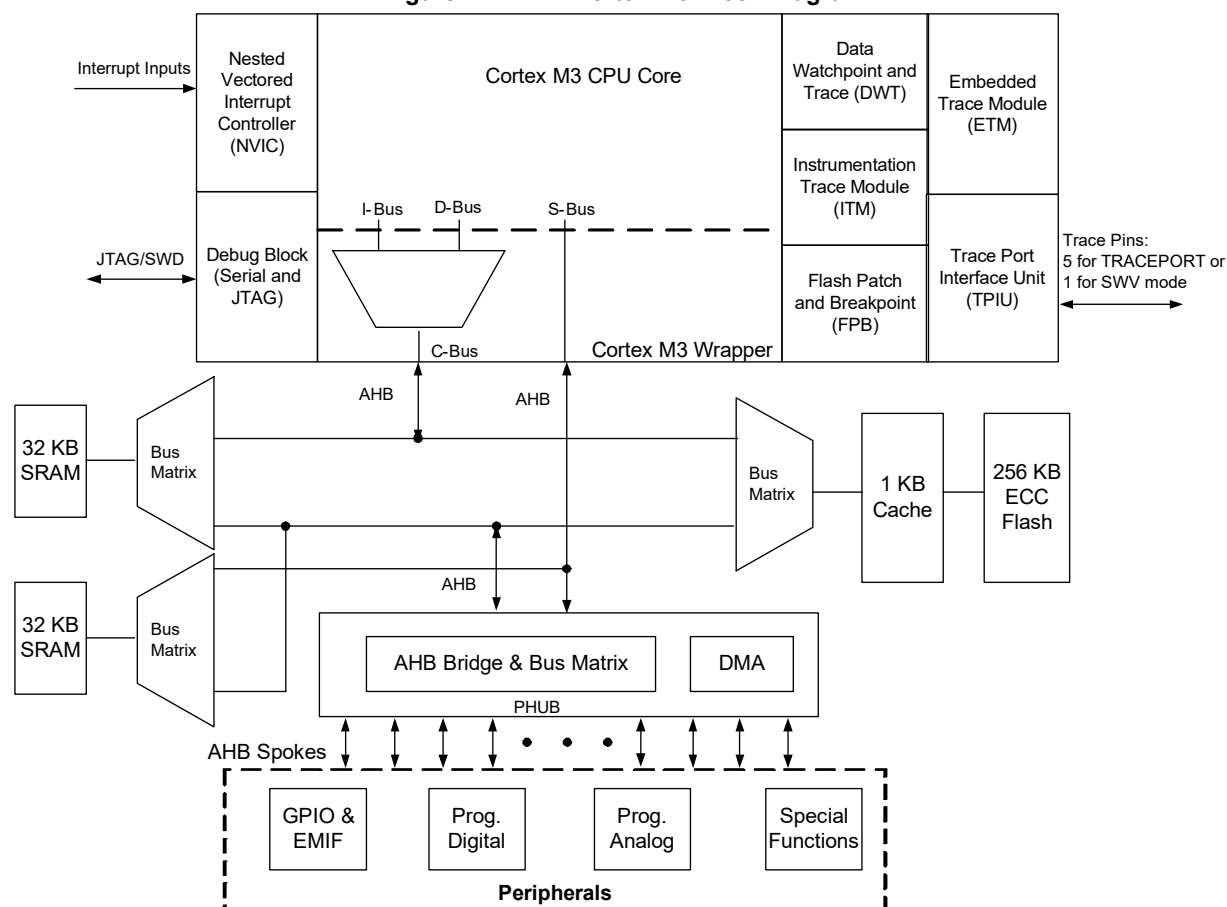 Interrupt Inputs
Nested
Vectored
Interrupt
Controller
(NVIC)
Cortex M3 CPU Core
Data
Watchpoint and
Trace (DWT)
Embedded
Trace Module
(ETM)
Instrumentation
Trace Module
(ITM)
I-Bus
D-Bus
S-Bus
JTAG/SWD
Debug Block
(Serial and
JTAG)
Flash Patch
and Breakpoint
(FPB)
Trace Port
Interface Unit
(TPIU)
Trace Pins:
5 for TRACEPORT or
1 for SWV mode
C-Bus
Cortex M3 Wrapper
AHB
AHB
32 KB
SRAM
Bus
Matrix
Bus
Matrix
1 KB
Cache
256 KB
ECC
Flash
AHB
32 KB
SRAM
Bus
Matrix
AHB Bridge & Bus Matrix
DMA
PHUB
AHB Spokes
GPIO &
EMIF
Prog.
Digital
Prog.
Analog
Special
Functions
Peripherals